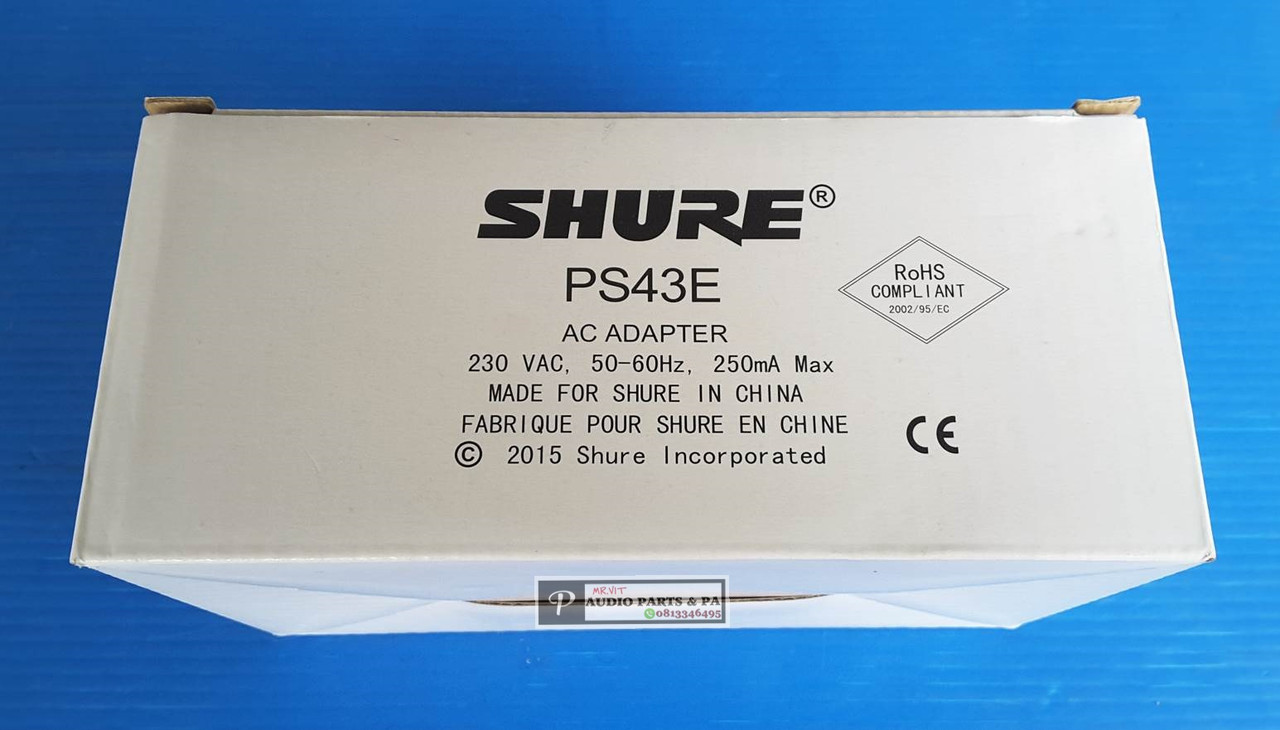 SHURE®
PS43E
AC ADAPTER
230 VAC, 50-60Hz, 250mA Max
MADE FOR SHURE IN CHINA
FABRIQUE POUR SHURE EN CHINE
© 2015 Shure Incorporated
RoHS
COMPLIANT
2002/95/EC
CE
P
MR.VIT
AUDIO PARTS & PA
0813346495